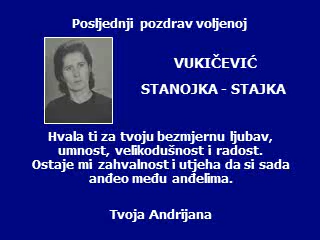 Posljednji pozdrav voljenoj
VUKIČEVIĆ
STANOJKA - STAJKA
Hvala ti za tvoju bezmjernu ljubav,
umnost, velikodušnost i radost.
Ostaje mi zahvalnost i utjeha da si sada
anđeo među anđelima.
Tvoja Andrijana